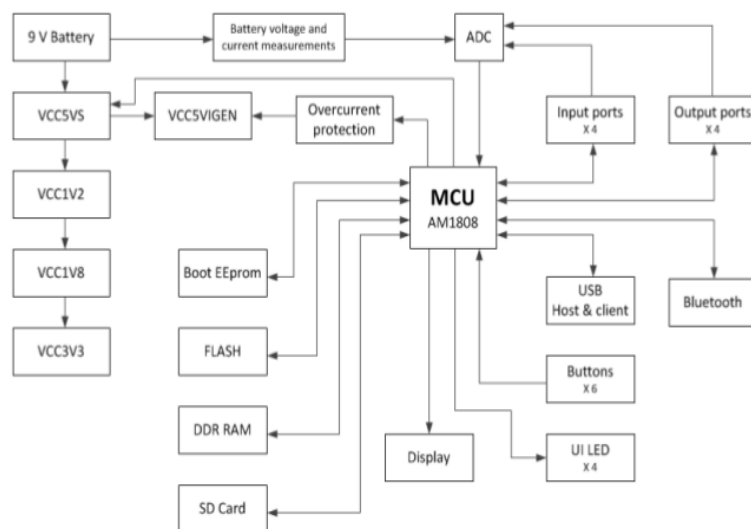 9 V Battery
Battery voltage and
current measurements
ADC
VCC5VS
VCC5VIGEN
Overcurrent
protection
Input ports
X 4
Output ports
X 4
VCC1V2
MCU
AM1808
VCC1V8
Boot EEprom
USB
Host & client
Bluetooth
VCC3V3
FLASH
Buttons
X 6
DDR RAM
Display
UI LED
X 4
SD Card